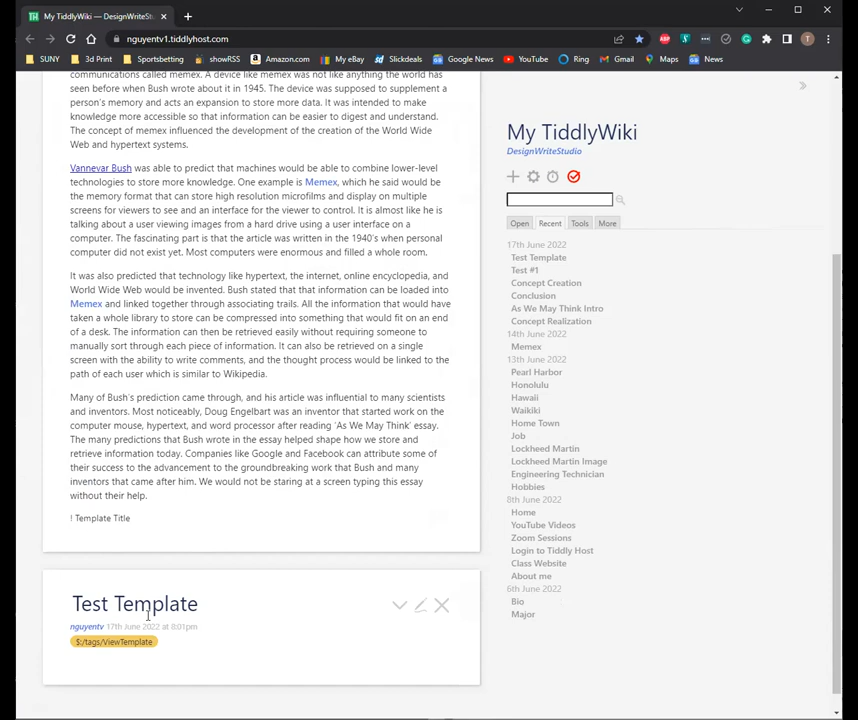 My TiddlyWiki — DesignWriteStu
nguyentv1.tiddlyhost.com
T
SUNY 3d Print Sportsbetting showRSS Amazon.com My eBay Slickdeals Google News YouTube Ring Gmail Maps News
communications called memex. A device like memex was not like anything the world has
seen before when Bush wrote about it in 1945. The device was supposed to supplement a
person's memory and acts an expansion to store more data. It was intended to make
knowledge more accessible so that information can be easier to digest and understand.
The concept of memex influenced the development of the creation of the World Wide
Web and hypertext systems.
Vannevar Bush was able to predict that machines would be able to combine lower-level
technologies to store more knowledge. One example is Memex, which he said would be
the memory format that can store high resolution microfilms and display on multiple
screens for viewers to see and an interface for the viewer to control. It is almost like he is
talking about a user viewing images from a hard drive using a user interface on a
computer. The fascinating part is that the article was written in the 1940's when personal
computer did not exist yet. Most computers were enormous and filled a whole room.
It was also predicted that technology like hypertext, the internet, online encyclopedia, and
World Wide Web would be invented. Bush stated that that information can be loaded into
Memex and linked together through associating trails. All the information that would have
taken a whole library to store can be compressed into something that would fit on an end
of a desk. The information can then be retrieved easily without requiring someone to
manually sort through each piece of information. It can also be retrieved on a single
screen with the ability to write comments, and the thought process would be linked to the
path of each user which is similar to Wikipedia.
Many of Bush's prediction came through, and his article was influential to many scientists
and inventors. Most noticeably, Doug Engelbart was an inventor that started work on the
computer mouse, hypertext, and word processor after reading 'As We May Think' essay.
The many predictions that Bush wrote in the essay helped shape how we store and
retrieve information today. Companies like Google and Facebook can attribute some of
their success to the advancement to the groundbreaking work that Bush and many
inventors that came after him. We would not be staring at a screen typing this essay
without their help.
! Template Title
Test Template
nguyentv 17th June 2022 at 8:01pm
$:/tags/ViewTemplate
My TiddlyWiki
DesignWriteStudio
Open Recent Tools More
17th June 2022
Test Template
Test #1
Concept Creation
Conclusion
As We May Think Intro
Concept Realization
14th June 2022
Memex
13th June 2022
Pearl Harbor
Honolulu
Hawaii
Waikiki
Home Town
Job
Lockheed Martin
Lockheed Martin Image
Engineering Technician
Hobbies
8th June 2022
Home
YouTube Videos
Zoom Sessions
Login to Tiddly Host
Class Website
About me
6th June 2022
Bio
Major